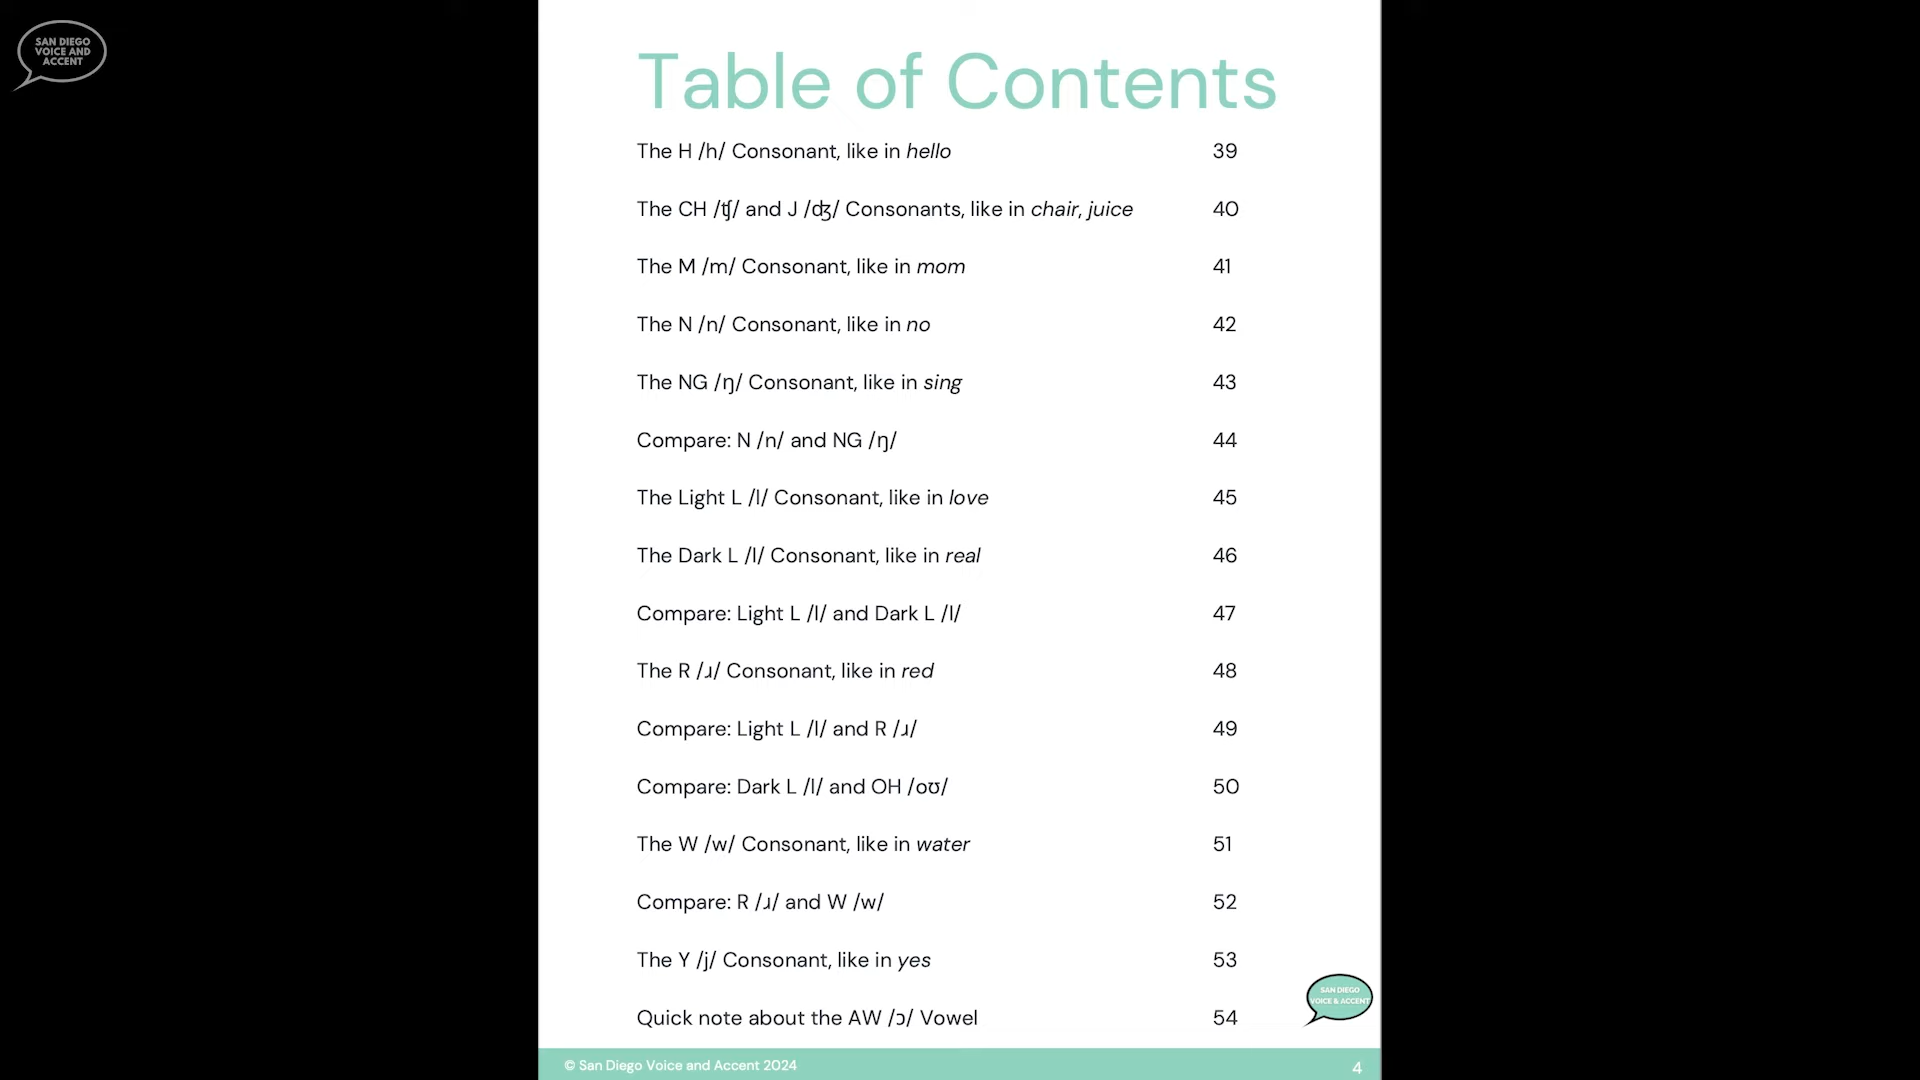 SAN DIEGO
VOICE AND
ACCENT
Table of Contents
The H /h/ Consonant, like in hello 39
The CH /ʧ/ and J /ʤ/ Consonants, like in chair, juice 40
The M /m/ Consonant, like in mom 41
The N /n/ Consonant, like in no 42
The NG /ŋ/ Consonant, like in sing 43
Compare: N /n/ and NG /ŋ/ 44
The Light L /l/ Consonant, like in love 45
The Dark L /l/ Consonant, like in real 46
Compare: Light L /l/ and Dark L /l/ 47
The R /ɹ/ Consonant, like in red 48
Compare: Light L /l/ and R /ɹ/ 49
Compare: Dark L /l/ and OH /oʊ/ 50
The W /w/ Consonant, like in water 51
Compare: R /ɹ/ and W /w/ 52
The Y /j/ Consonant, like in yes 53
Quick note about the AW /ɔ/ Vowel 54
SAN DIEGO
VOICE & ACCENT
© San Diego Voice and Accent 2024 4